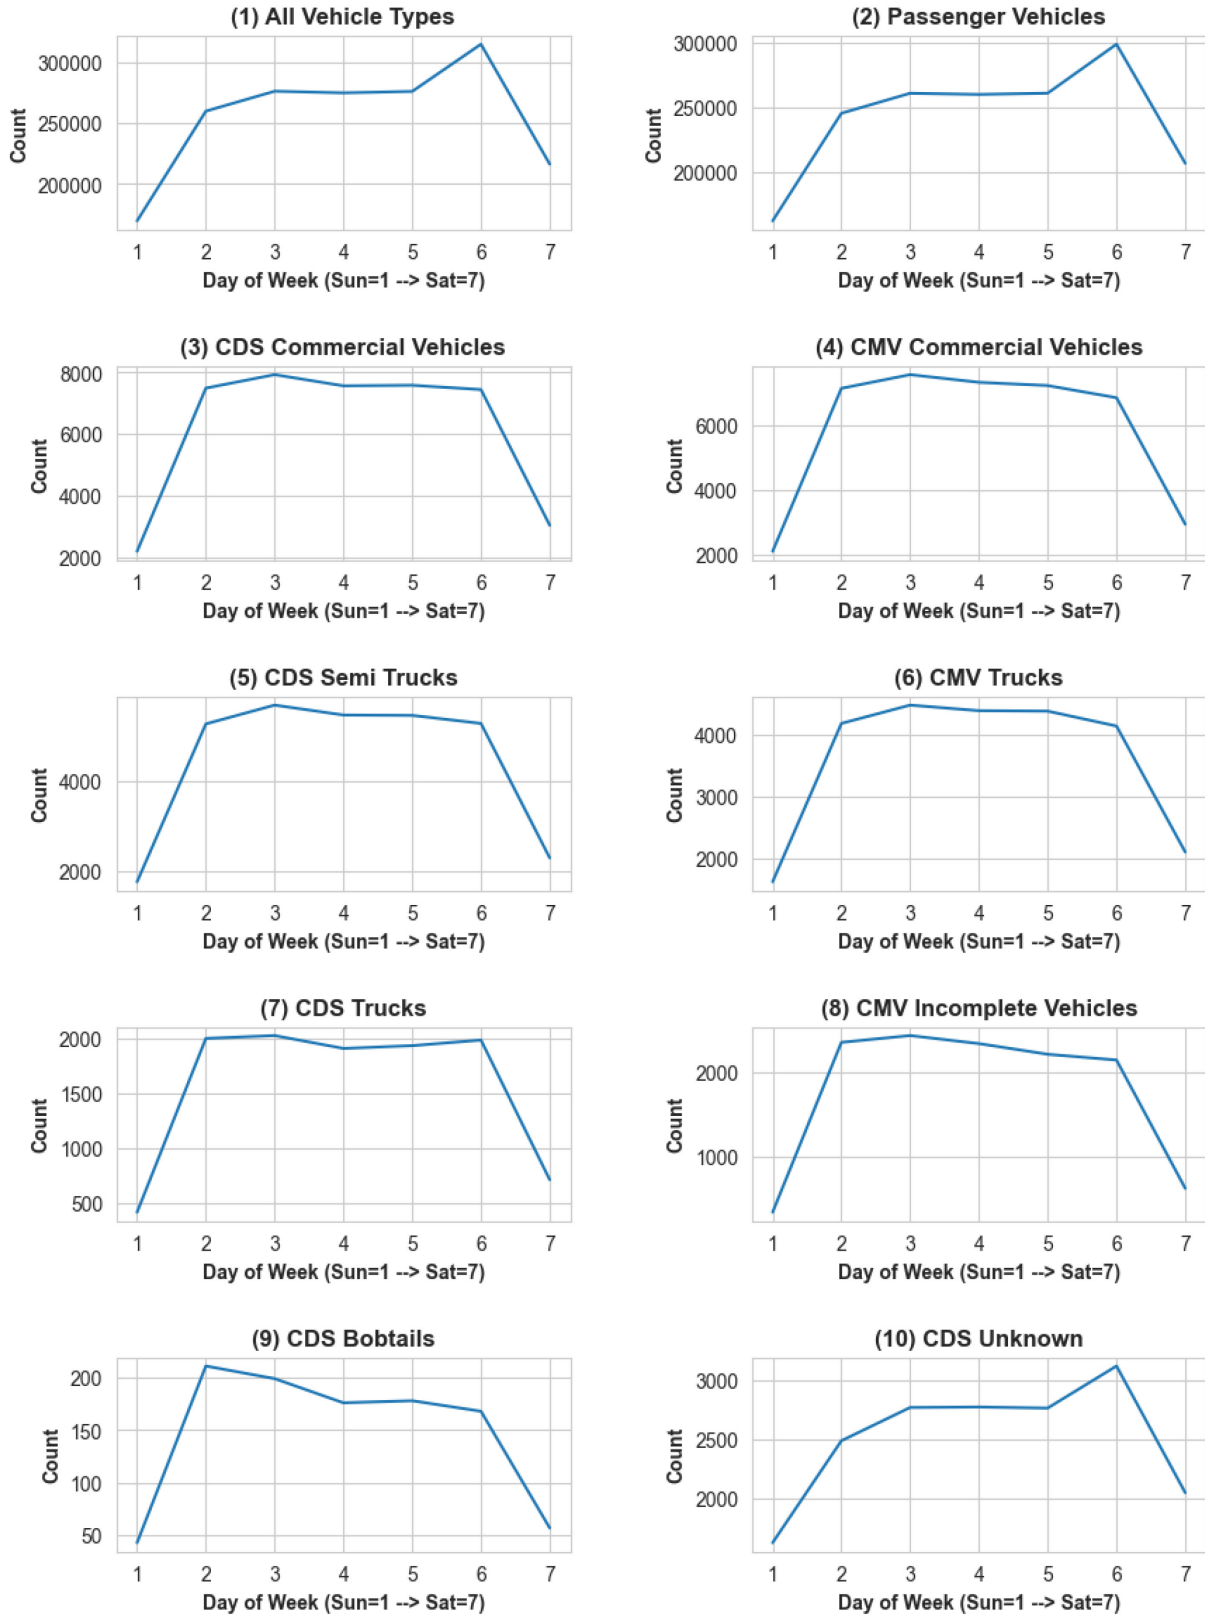 (1) All Vehicle Types
Count
300000
250000
200000
1 2 3 4 5 6 7
Day of Week (Sun=1 --> Sat=7)
(2) Passenger Vehicles
Count
300000
250000
200000
1 2 3 4 5 6 7
Day of Week (Sun=1 --> Sat=7)
(3) CDS Commercial Vehicles
Count
8000
6000
4000
2000
1 2 3 4 5 6 7
Day of Week (Sun=1 --> Sat=7)
(4) CMV Commercial Vehicles
Count
6000
4000
2000
1 2 3 4 5 6 7
Day of Week (Sun=1 --> Sat=7)
(5) CDS Semi Trucks
Count
4000
2000
1 2 3 4 5 6 7
Day of Week (Sun=1 --> Sat=7)
(6) CMV Trucks
Count
4000
3000
2000
1 2 3 4 5 6 7
Day of Week (Sun=1 --> Sat=7)
(7) CDS Trucks
Count
2000
1500
1000
500
1 2 3 4 5 6 7
Day of Week (Sun=1 --> Sat=7)
(8) CMV Incomplete Vehicles
Count
2000
1000
1 2 3 4 5 6 7
Day of Week (Sun=1 --> Sat=7)
(9) CDS Bobtails
Count
200
150
100
50
1 2 3 4 5 6 7
Day of Week (Sun=1 --> Sat=7)
(10) CDS Unknown
Count
3000
2500
2000
1 2 3 4 5 6 7
Day of Week (Sun=1 --> Sat=7)